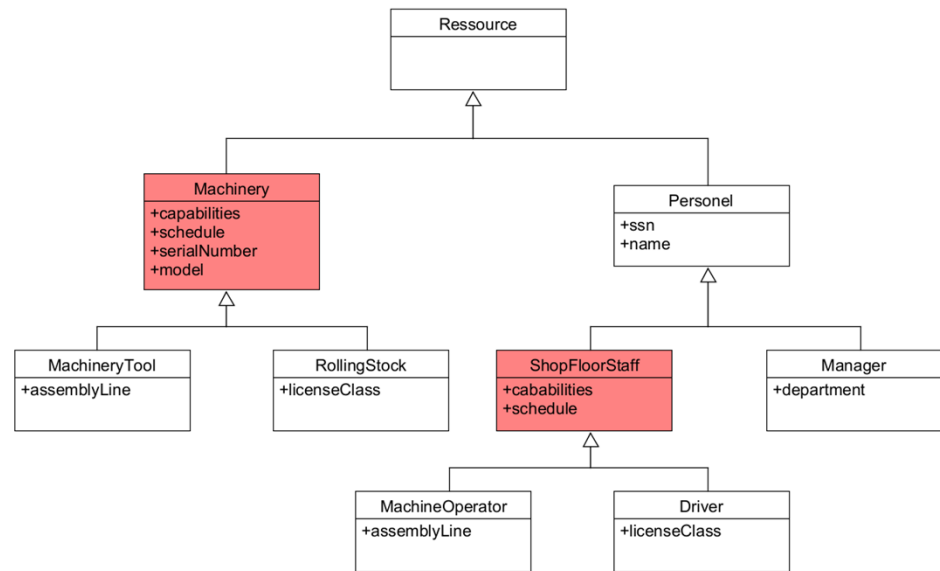 Ressource
Machinery
+capabilities
+schedule
+serialNumber
+model
Personel
+ssn
+name
MachineryTool
+assemblyLine
RollingStock
+licenseClass
ShopFloorStaff
+cababilities
+schedule
Manager
+department
MachineOperator
+assemblyLine
Driver
+licenseClass